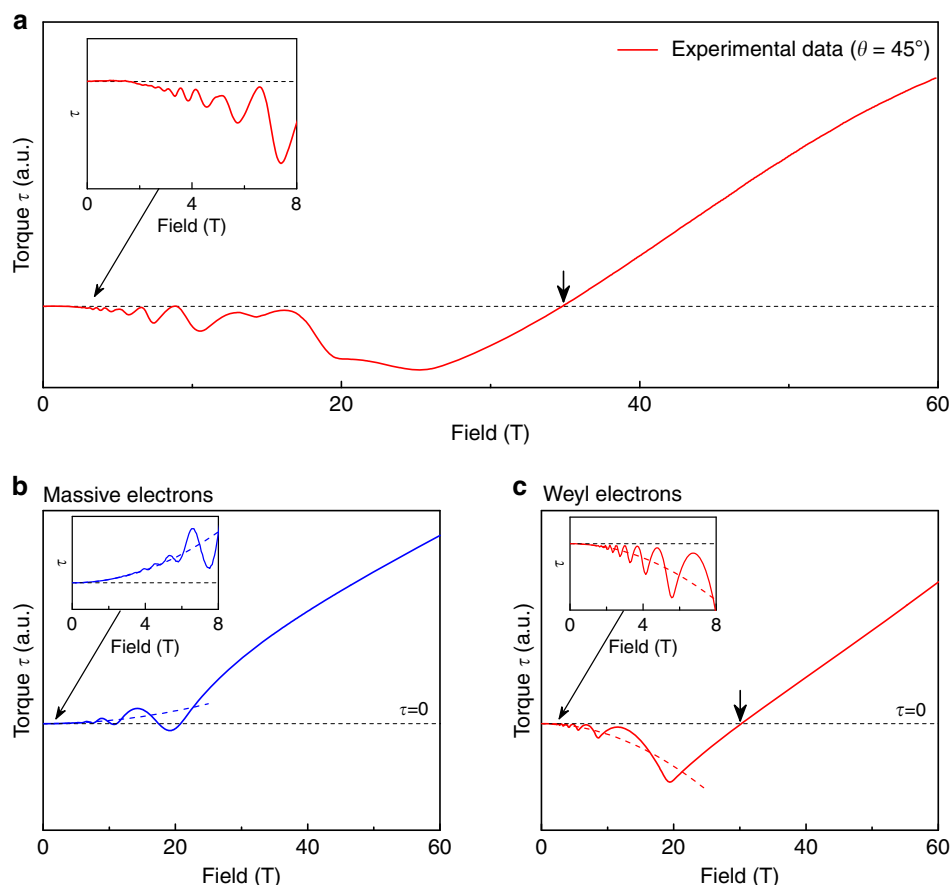 a
Experimental data (θ = 45°)
τ
0 4 8
Field (T)
Torque τ (a.u.)
0 20 40 60
Field (T)
b Massive electrons
τ
0 4 8
Field (T)
τ=0
Torque τ (a.u.)
0 20 40 60
Field (T)
c Weyl electrons
τ
0 4 8
Field (T)
τ=0
Torque τ (a.u.)
0 20 40 60
Field (T)